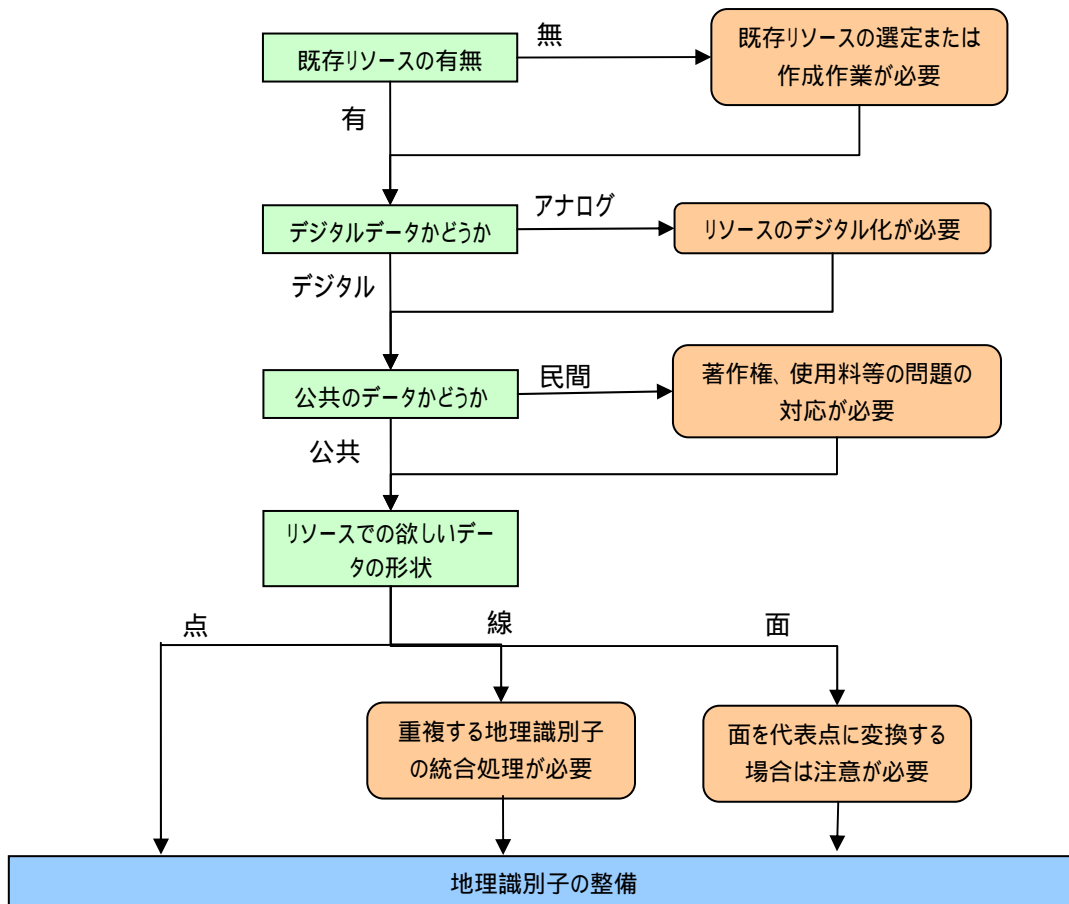 無
既存リソースの有無
既存リソースの選定または
作成作業が必要
有
アナログ
デジタルデータかどうか
リソースのデジタル化が必要
デジタル
民間
公共のデータかどうか
著作権、使用料等の問題の
対応が必要
公共
リソースでの欲しいデー
タの形状
点
線
面
重複する地理識別子
の統合処理が必要
面を代表点に変換する
場合は注意が必要
地理識別子の整備